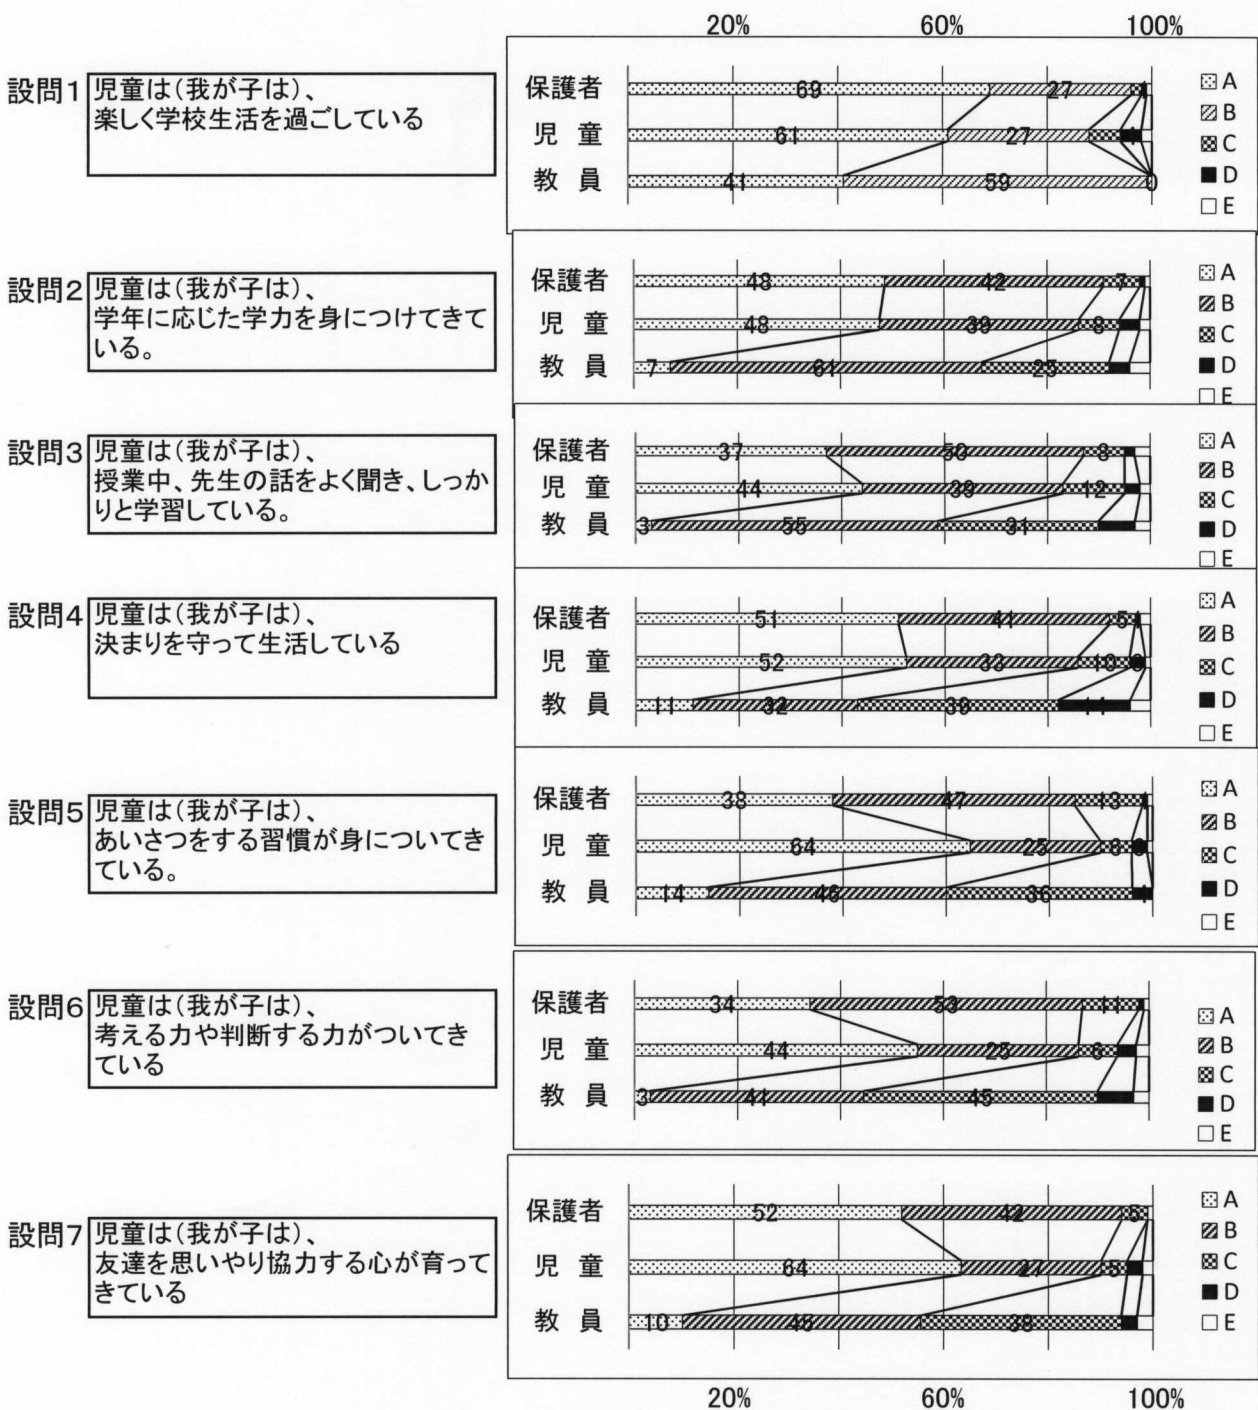 20% 60% 100%
設問1
児童は(我が子は)、
楽しく学校生活を過ごしている
保護者 69 27
児童 61 27
教員 41 59 0
A
B
C
D
E
設問2
児童は(我が子は)、
学年に応じた学力を身につけてきて
いる。
保護者 48 42 7
児童 48 39 8
教員 7 61 25
A
B
C
D
E
設問3
児童は(我が子は)、
授業中、先生の話をよく聞き、しっか
りと学習している。
保護者 37 50 8
児童 44 39 12
教員 3 55 31
A
B
C
D
E
設問4
児童は(我が子は)、
決まりを守って生活している
保護者 51 41 5 1
児童 52 33 10 3
教員 11 32 39
A
B
C
D
E
設問5
児童は(我が子は)、
あいさつをする習慣が身についてき
ている。
保護者 38 47 13 1
児童 64 25 6 3
教員 14 46 36
A
B
C
D
E
設問6
児童は(我が子は)、
考える力や判断する力がついてき
ている
保護者 34 53 11
児童 44 25 6
教員 3 41 45
A
B
C
D
E
設問7
児童は(我が子は)、
友達を思いやり協力する心が育って
きている
保護者 52 42 5
児童 64 27 5
教員 10 45 38
A
B
C
D
E
20% 60% 100%